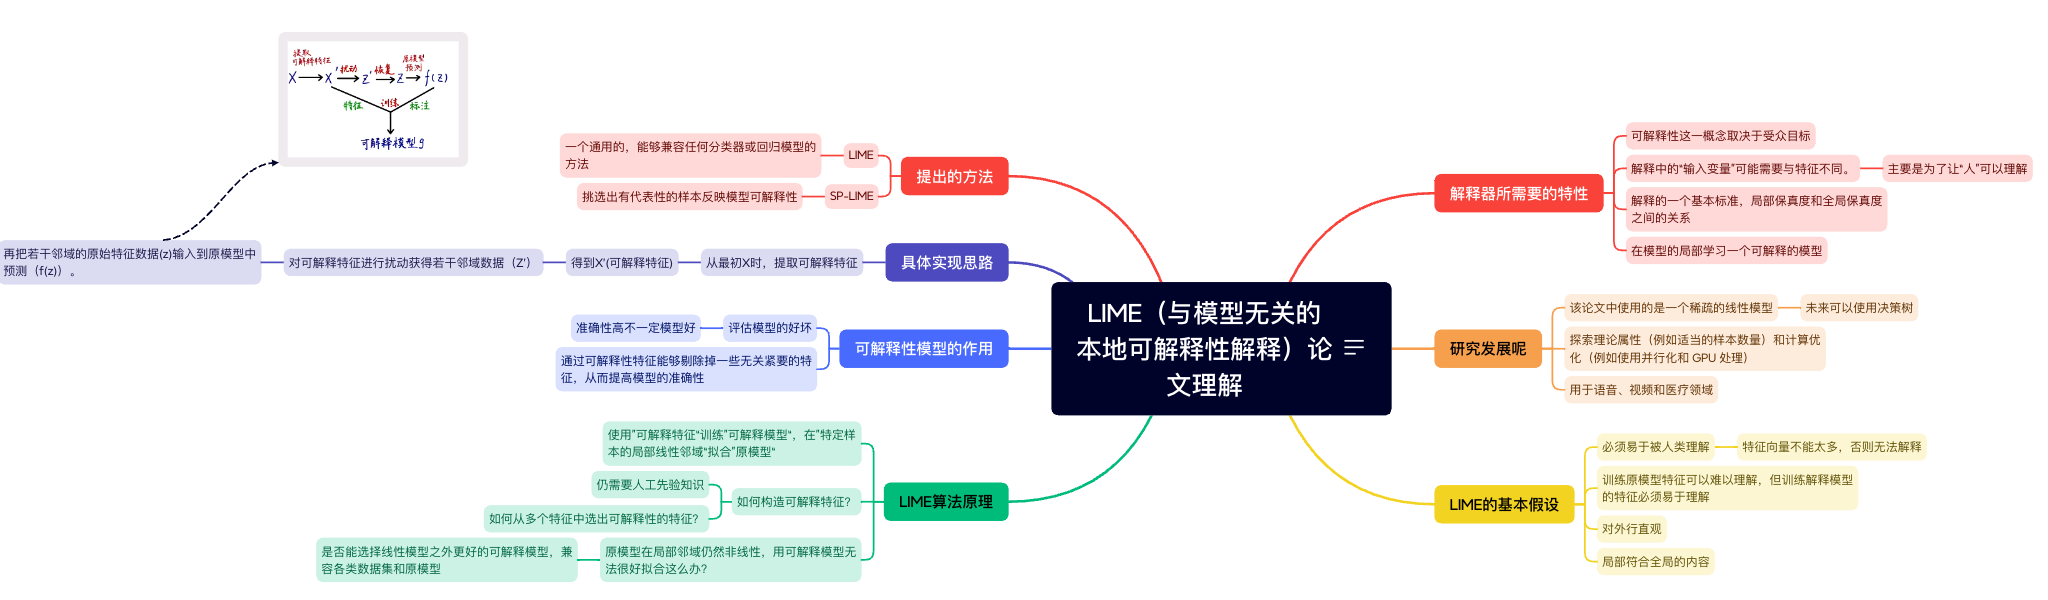 LIME（与模型无关的
本地可解释性解释）论
文理解
提取
可解释特征
X
X'
扰动
Z'
恢复
Z
原模型
预测
f(z)
特征
训练
标注
可解释模型g
提出的方法
LIME
一个通用的，能够兼容任何分类器或回归模型的
方法
SP-LIME
挑选出有代表性的样本反映模型可解释性
具体实现思路
从最初X时，提取可解释特征
得到X'(可解释特征)
对可解释特征进行扰动获得若干邻域数据（Z'）
再把若干邻域的原始特征数据(z)输入到原模型中
预测（f(z)）。
可解释性模型的作用
评估模型的好坏
准确性高不一定模型好
通过可解释性特征能够剔除掉一些无关紧要的特
征，从而提高模型的准确性
LIME算法原理
使用"可解释特征"训练"可解释模型"，在"特定样
本的局部线性邻域"拟合"原模型"
如何构造可解释特征？
仍需要人工先验知识
如何从多个特征中选出可解释性的特征？
原模型在局部邻域仍然非线性，用可解释模型无
法很好拟合这么办？
是否能选择线性模型之外更好的可解释模型，兼
容各类数据集和原模型
解释器所需要的特性
可解释性这一概念取决于受众目标
解释中的"输入变量"可能需要与特征不同。
主要是为了让"人"可以理解
解释的一个基本标准，局部保真度和全局保真度
之间的关系
在模型的局部学习一个可解释的模型
研究发展呢
该论文中使用的是一个稀疏的线性模型
未来可以使用决策树
探索理论属性（例如适当的样本数量）和计算优
化（例如使用并行化和 GPU 处理）
用于语音、视频和医疗领域
LIME的基本假设
必须易于被人类理解
特征向量不能太多，否则无法解释
训练原模型特征可以难以理解，但训练解释模型
的特征必须易于理解
对外行直观
局部符合全局的内容